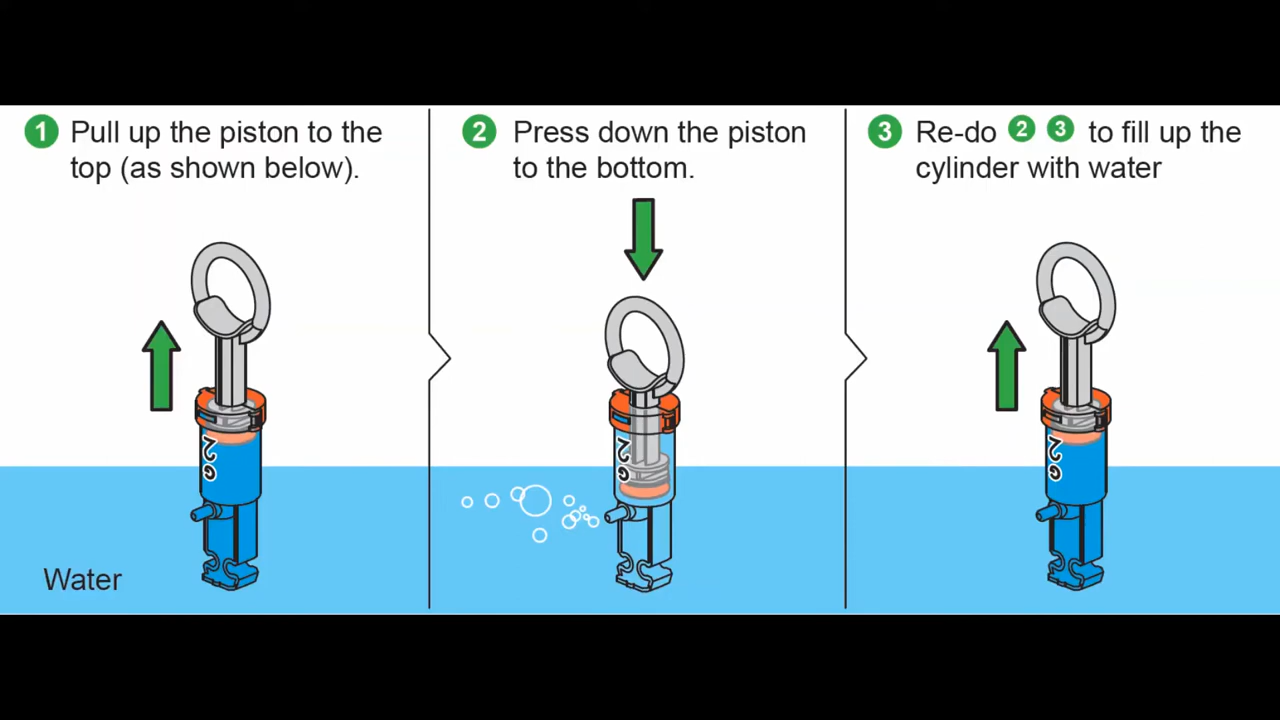 1 Pull up the piston to the
top (as shown below).
2 Press down the piston
to the bottom.
3 Re-do 2 3 to fill up the
cylinder with water
Water